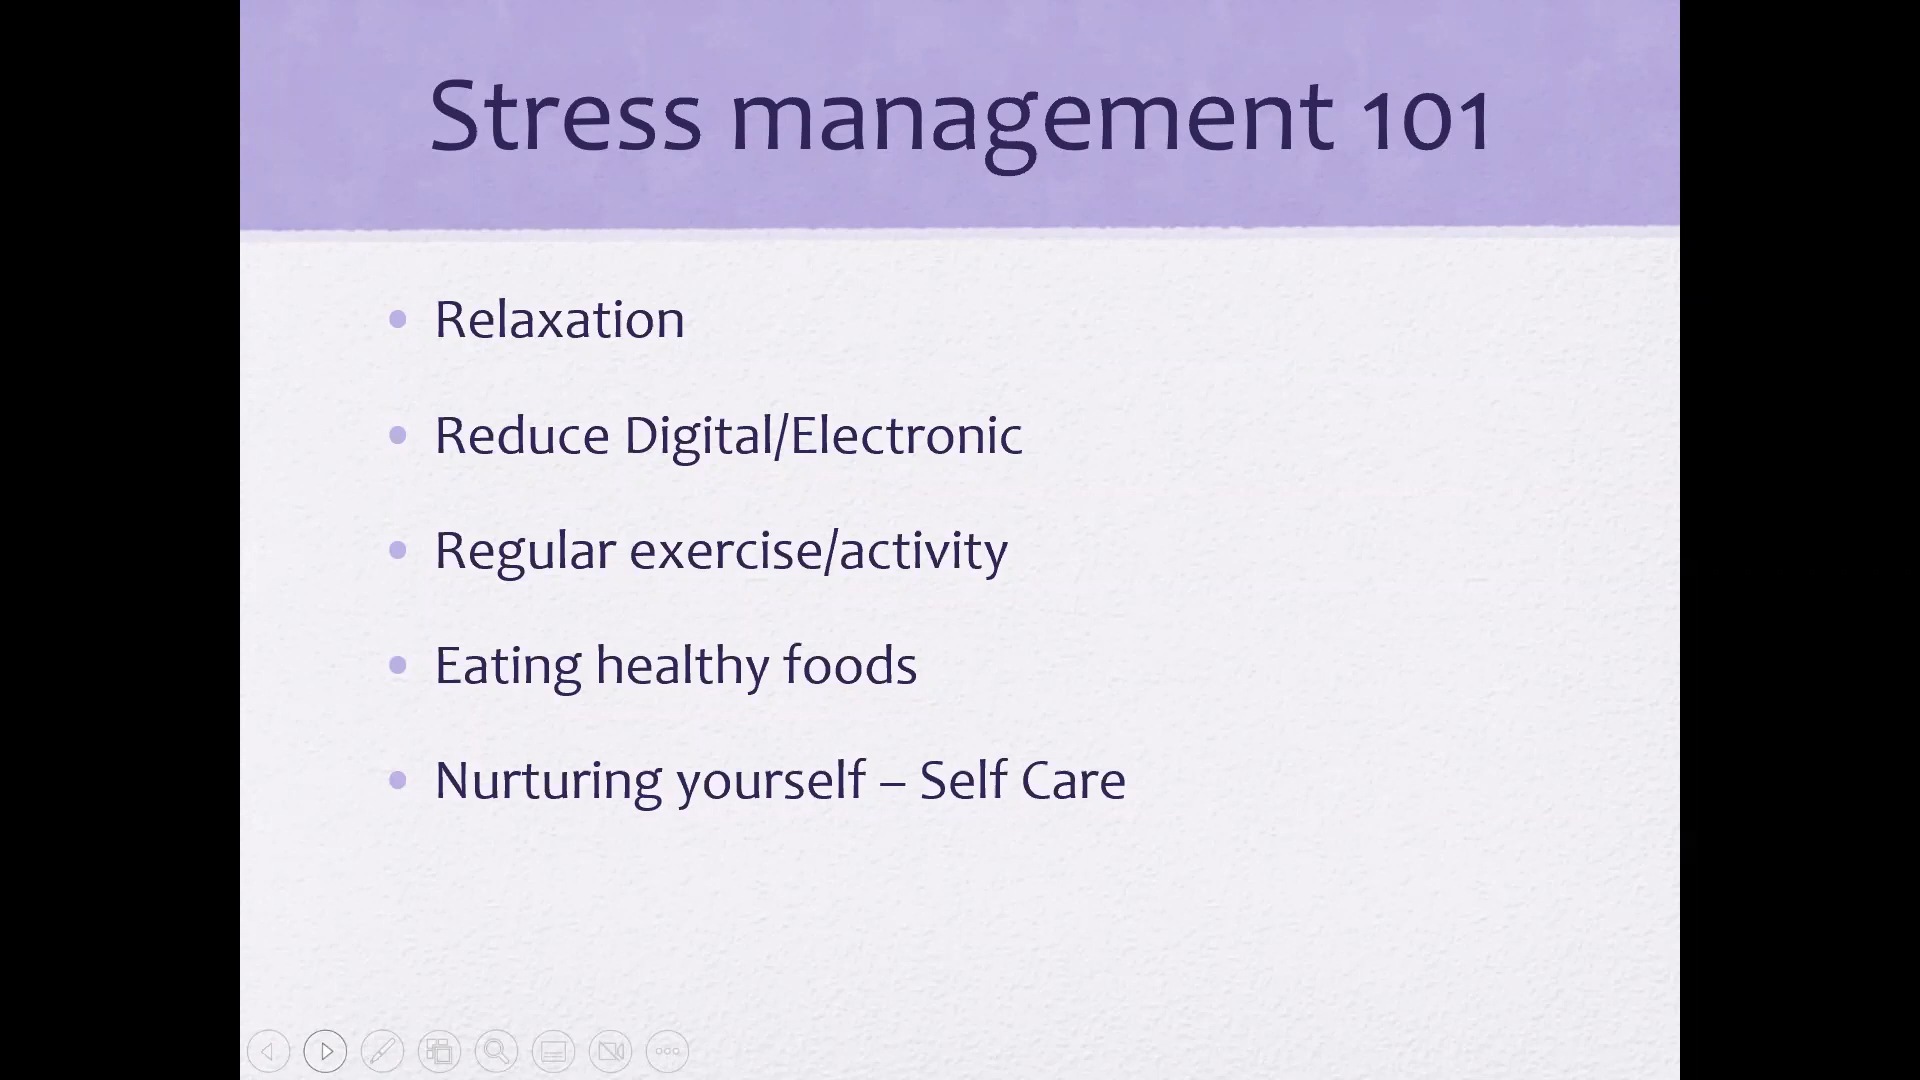 Stress management 101
• Relaxation
• Reduce Digital/Electronic
• Regular exercise/activity
• Eating healthy foods
• Nurturing yourself – Self Care